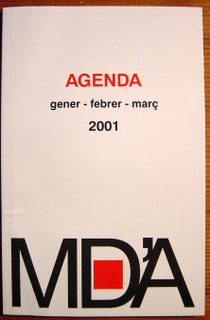 AGENDA
gener - febrer - març
2001
MD'A